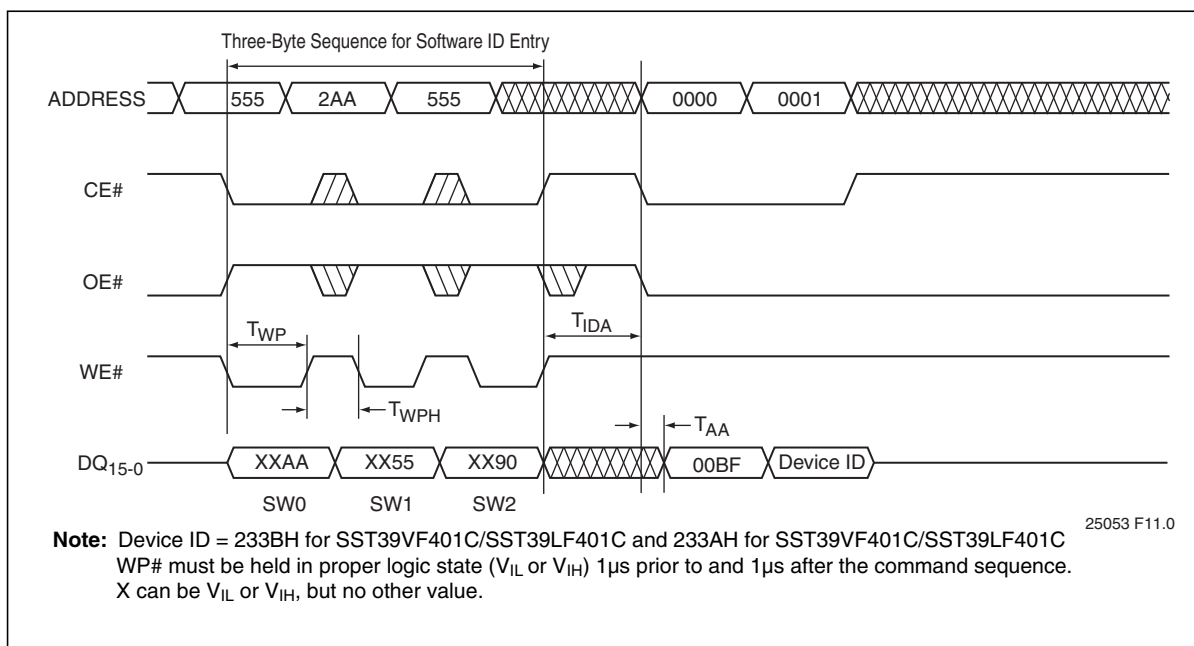 Three-Byte Sequence for Software ID Entry
ADDRESS 555 2AA 555 0000 0001
CE#
OE#
TWP TIDA
WE#
TWPH TAA
DQ15-0 XXAA XX55 XX90 00BF Device ID
SW0 SW1 SW2
25053 F11.0
Note: Device ID = 233BH for SST39VF401C/SST39LF401C and 233AH for SST39VF401C/SST39LF401C
WP# must be held in proper logic state (VIL or VIH) 1µs prior to and 1µs after the command sequence.
X can be VIL or VIH, but no other value.